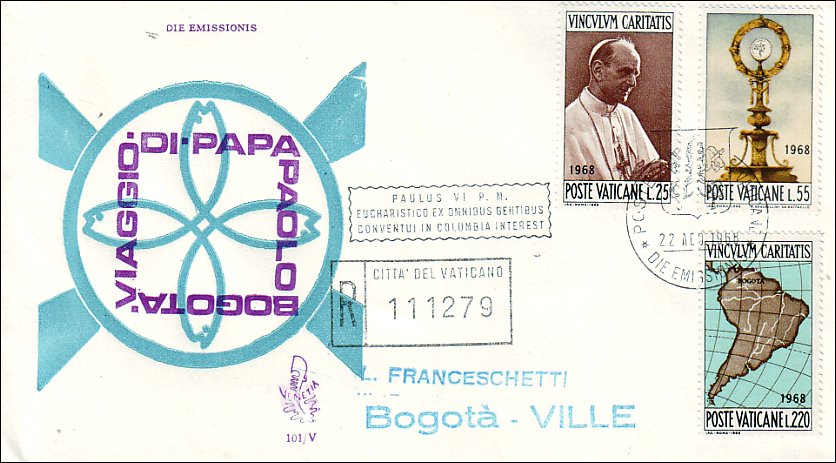 DIE EMISSIONIS
VIAGGIO·
DI·PAPA
PAOLO
BOGOTA'
101/V
PAULUS VI P. M.
EUCHARISTICO EX OMNIBUS GEHTIBUS
CONVENTUI IN COLUMBIA INTEREST
R
CITTA' DEL VATICANO
111279
L. FRANCESCHETTI
Bogotà - VILLE
VINCVLVM CARITATIS
1968
POSTE VATICANE L.25
1968
POSTE VATICANE L.55
22 AGO 1968
DIE EMISS
VINCVLVM CARITATIS
BOGOTÀ
1968
POSTE VATICANE L.220